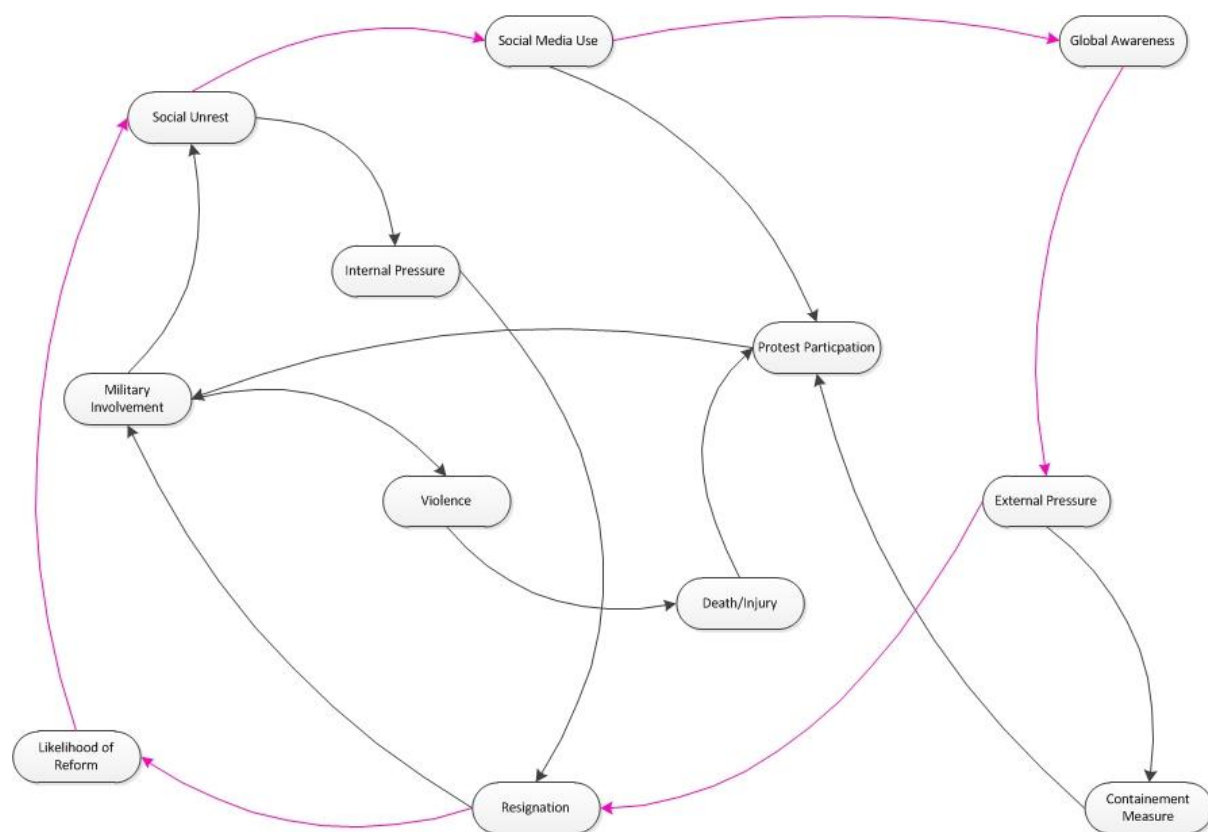 Social Media Use
Global Awareness
Social Unrest
Internal Pressure
Protest Particpation
Military
Involvement
Violence
External Pressure
Death/Injury
Likelihood of
Reform
Resignation
Containement
Measure